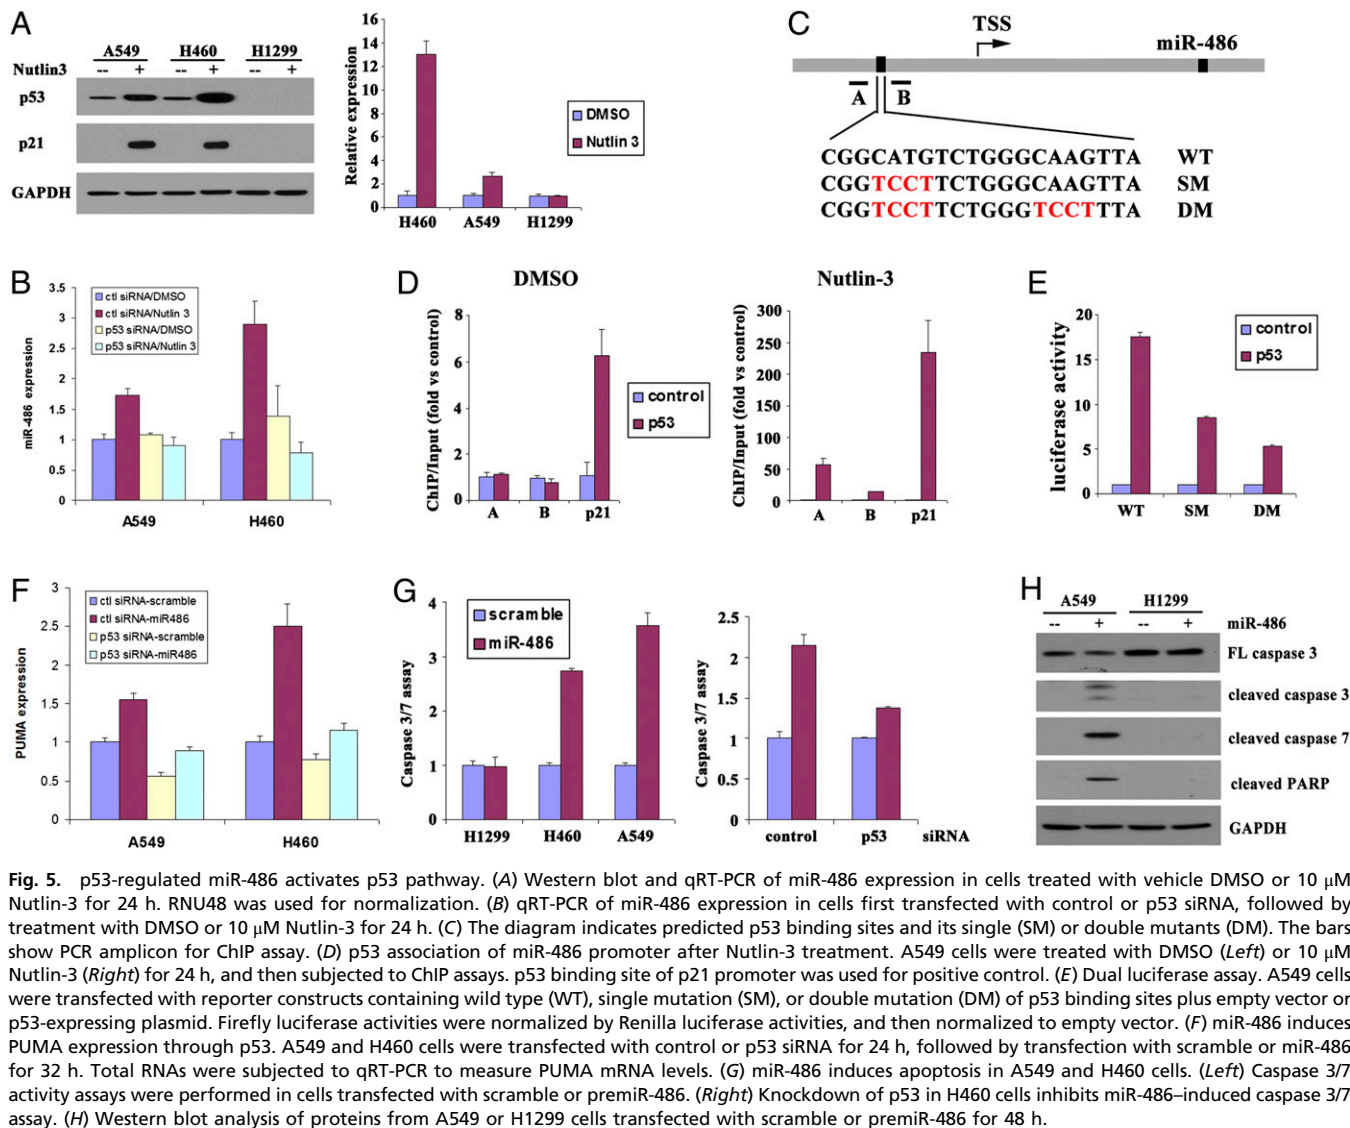 A
A549 H460 H1299
Nutlin3 -- + -- + -- +
p53
p21
GAPDH
Relative expression
16
14
12
10
8
6
4
2
0
H460 A549 H1299
DMSO
Nutlin 3
C
TSS
miR-486
A B
CGGCATGTCTGGGCAAGTTA WT
CGGTCCTTCTGGGCAAGTTA SM
CGGTCCTTCTGGGTCCTTTA DM
B
miR-486 expression
3.5
3
2.5
2
1.5
1
0.5
0
ctl siRNA/DMSO
ctl siRNA/Nutlin 3
p53 siRNA/DMSO
p53 siRNA/Nutlin 3
A549 H460
D
DMSO
ChIP/Input (fold vs control)
8
6
4
2
0
A B p21
control
p53
Nutlin-3
ChIP/Input (fold vs control)
300
250
200
150
100
50
0
A B p21
E
luciferase activity
20
15
10
5
0
WT SM DM
control
p53
F
PUMA expression
3
2.5
2
1.5
1
0.5
0
ctl siRNA-scramble
ctl siRNA-miR486
p53 siRNA-scramble
p53 siRNA-miR486
A549 H460
G
Caspase 3/7 assay
4
3
2
1
0
scramble
miR-486
H1299 H460 A549
Caspase 3/7 assay
2.5
2
1.5
1
0.5
0
control p53 siRNA
H
A549 H1299
-- + -- + miR-486
FL caspase 3
cleaved caspase 3
cleaved caspase 7
cleaved PARP
GAPDH
Fig. 5. p53-regulated miR-486 activates p53 pathway. (A) Western blot and qRT-PCR of miR-486 expression in cells treated with vehicle DMSO or 10 μM
Nutlin-3 for 24 h. RNU48 was used for normalization. (B) qRT-PCR of miR-486 expression in cells first transfected with control or p53 siRNA, followed by
treatment with DMSO or 10 μM Nutlin-3 for 24 h. (C) The diagram indicates predicted p53 binding sites and its single (SM) or double mutants (DM). The bars
show PCR amplicon for ChIP assay. (D) p53 association of miR-486 promoter after Nutlin-3 treatment. A549 cells were treated with DMSO (Left) or 10 μM
Nutlin-3 (Right) for 24 h, and then subjected to ChIP assays. p53 binding site of p21 promoter was used for positive control. (E) Dual luciferase assay. A549 cells
were transfected with reporter constructs containing wild type (WT), single mutation (SM), or double mutation (DM) of p53 binding sites plus empty vector or
p53-expressing plasmid. Firefly luciferase activities were normalized by Renilla luciferase activities, and then normalized to empty vector. (F) miR-486 induces
PUMA expression through p53. A549 and H460 cells were transfected with control or p53 siRNA for 24 h, followed by transfection with scramble or miR-486
for 32 h. Total RNAs were subjected to qRT-PCR to measure PUMA mRNA levels. (G) miR-486 induces apoptosis in A549 and H460 cells. (Left) Caspase 3/7
activity assays were performed in cells transfected with scramble or premiR-486. (Right) Knockdown of p53 in H460 cells inhibits miR-486–induced caspase 3/7
assay. (H) Western blot analysis of proteins from A549 or H1299 cells transfected with scramble or premiR-486 for 48 h.